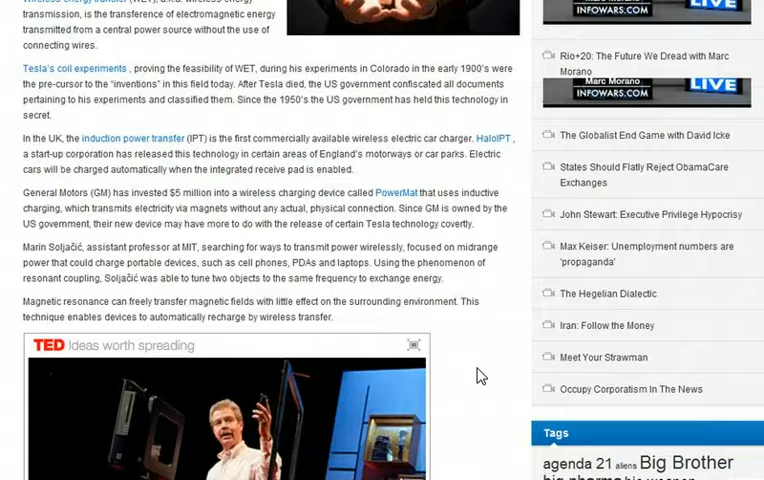 Wireless energy transfer (WET), a.k.a. wireless energy
transmission, is the transference of electromagnetic energy
transmitted from a central power source without the use of
connecting wires.
Tesla's coil experiments , proving the feasibility of WET, during his experiments in Colorado in the early 1900's were
the pre-cursor to the "inventions" in this field today. After Tesla died, the US government confiscated all documents
pertaining to his experiments and classified them. Since the 1950's the US government has held this technology in
secret.
In the UK, the induction power transfer (IPT) is the first commercially available wireless electric car charger. HaloIPT ,
a start-up corporation has released this technology in certain areas of England's motorways or car parks. Electric
cars will be charged automatically when the integrated receive pad is enabled.
General Motors (GM) has invested $5 million into a wireless charging device called PowerMat that uses inductive
charging, which transmits electricity via magnets without any actual, physical connection. Since GM is owned by the
US government, their new device may have more to do with the release of certain Tesla technology covertly.
Marin Soljačić, assistant professor at MIT, searching for ways to transmit power wirelessly, focused on midrange
power that could charge portable devices, such as cell phones, PDAs and laptops. Using the phenomenon of
resonant coupling, Soljačić was able to tune two objects to the same frequency to exchange energy.
Magnetic resonance can freely transfer magnetic fields with little effect on the surrounding environment. This
technique enables devices to automatically recharge by wireless transfer.
TED Ideas worth spreading
Marc Morano
INFOWARS.COM
LIVE
Rio+20: The Future We Dread with Marc
Morano
Marc Morano
INFOWARS.COM
LIVE
The Globalist End Game with David Icke
States Should Flatly Reject ObamaCare
Exchanges
John Stewart: Executive Privilege Hypocrisy
Max Keiser: Unemployment numbers are
'propaganda'
The Hegelian Dialectic
Iran: Follow the Money
Meet Your Strawman
Occupy Corporatism In The News
Tags
agenda 21 aliens Big Brother
big pharma bio weapon